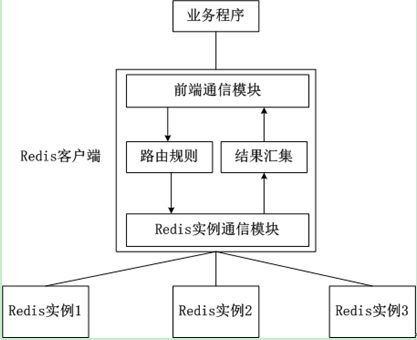 业务程序
前端通信模块
Redis客户端
路由规则
结果汇集
Redis实例通信模块
Redis实例1
Redis实例2
Redis实例3